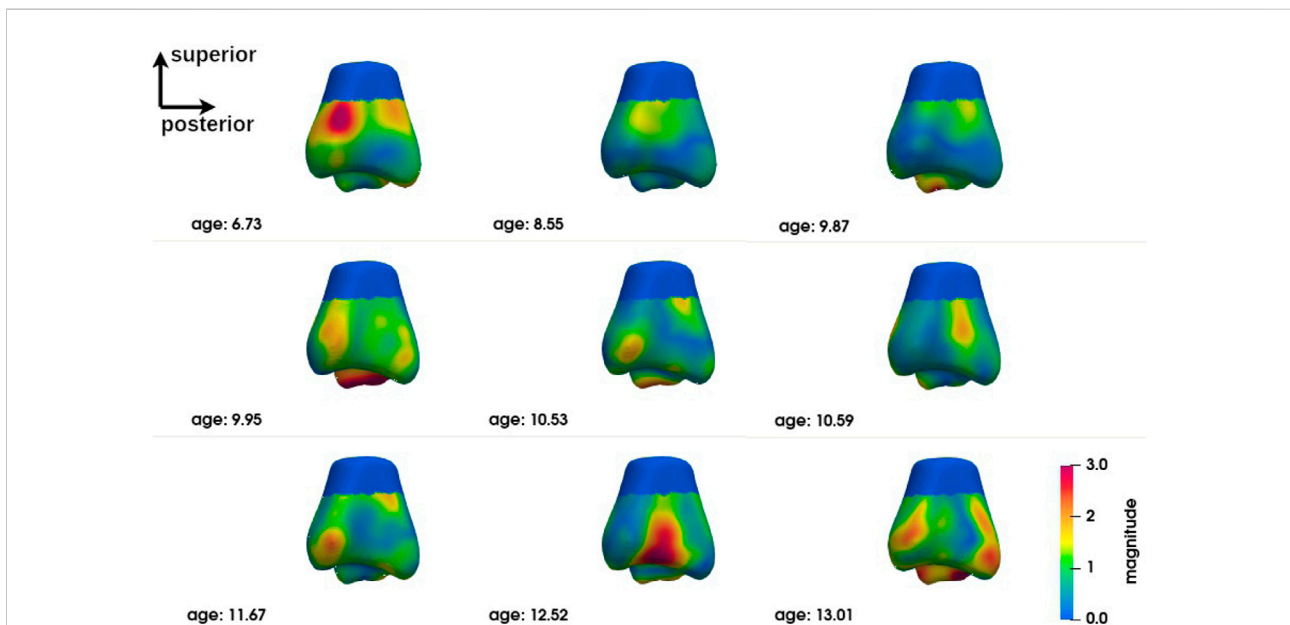 superior
posterior
age: 6.73
age: 8.55
age: 9.87
age: 9.95
age: 10.53
age: 10.59
age: 11.67
age: 12.52
age: 13.01
3.0
2
1
0.0
magnitude